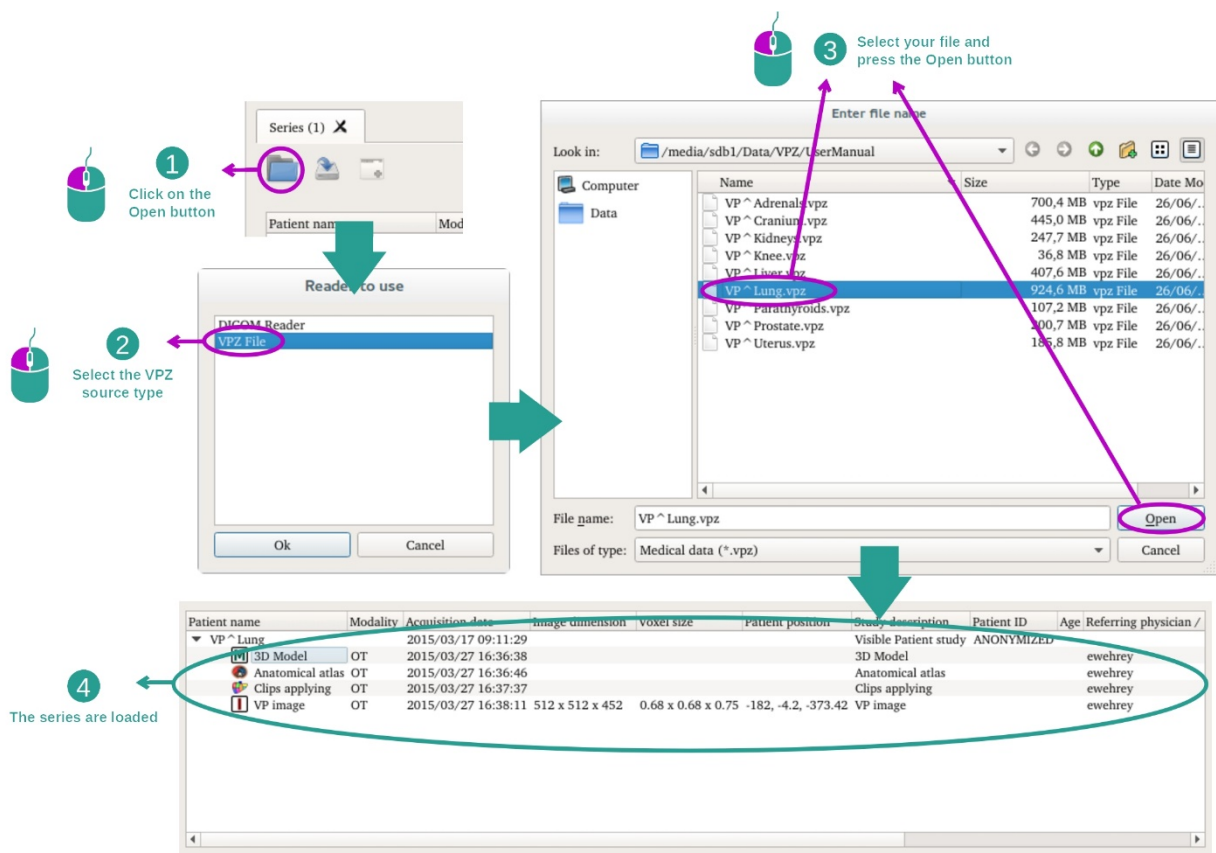 3
Select your file and
press the Open button
Series (1)
1
Click on the
Open button
Patient name
Mod
Enter file name
Look in:
/media/sdb1/Data/VPZ/UserManual
Computer
Data
Name Size Type Date Mo
VP^Adrenals.vpz 700,4 MB vpz File 26/06/..
VP^Cranium.vpz 445,0 MB vpz File 26/06/..
VP^Kidneys.vpz 247,7 MB vpz File 26/06/..
VP^Knee.vpz 36,8 MB vpz File 26/06/..
VP^Liver.vpz 407,6 MB vpz File 26/06/..
VP^Lung.vpz 924,6 MB vpz File 26/06/..
VP^Parathyroids.vpz 107,2 MB vpz File 26/06/..
VP^Prostate.vpz 200,7 MB vpz File 26/06/..
VP^Uterus.vpz 185,8 MB vpz File 26/06/..
File name:
VP^Lung.vpz
Open
Files of type:
Medical data (*.vpz)
Cancel
Reader to use
DICOM Reader
VPZ File
2
Select the VPZ
source type
Ok
Cancel
Patient name Modality Acquisition date Image dimension Voxel size Patient position Study description Patient ID Age Referring physician /
VP^Lung 2015/03/17 09:11:29 Visible Patient study ANONYMIZED
M 3D Model OT 2015/03/27 16:36:38 3D Model ewehrey
Anatomical atlas OT 2015/03/27 16:36:46 Anatomical atlas ewehrey
Clips applying OT 2015/03/27 16:37:37 Clips applying ewehrey
I VP image OT 2015/03/27 16:38:11 512 x 512 x 452 0.68 x 0.68 x 0.75 -182, -4.2, -373.42 VP image ewehrey
4
The series are loaded